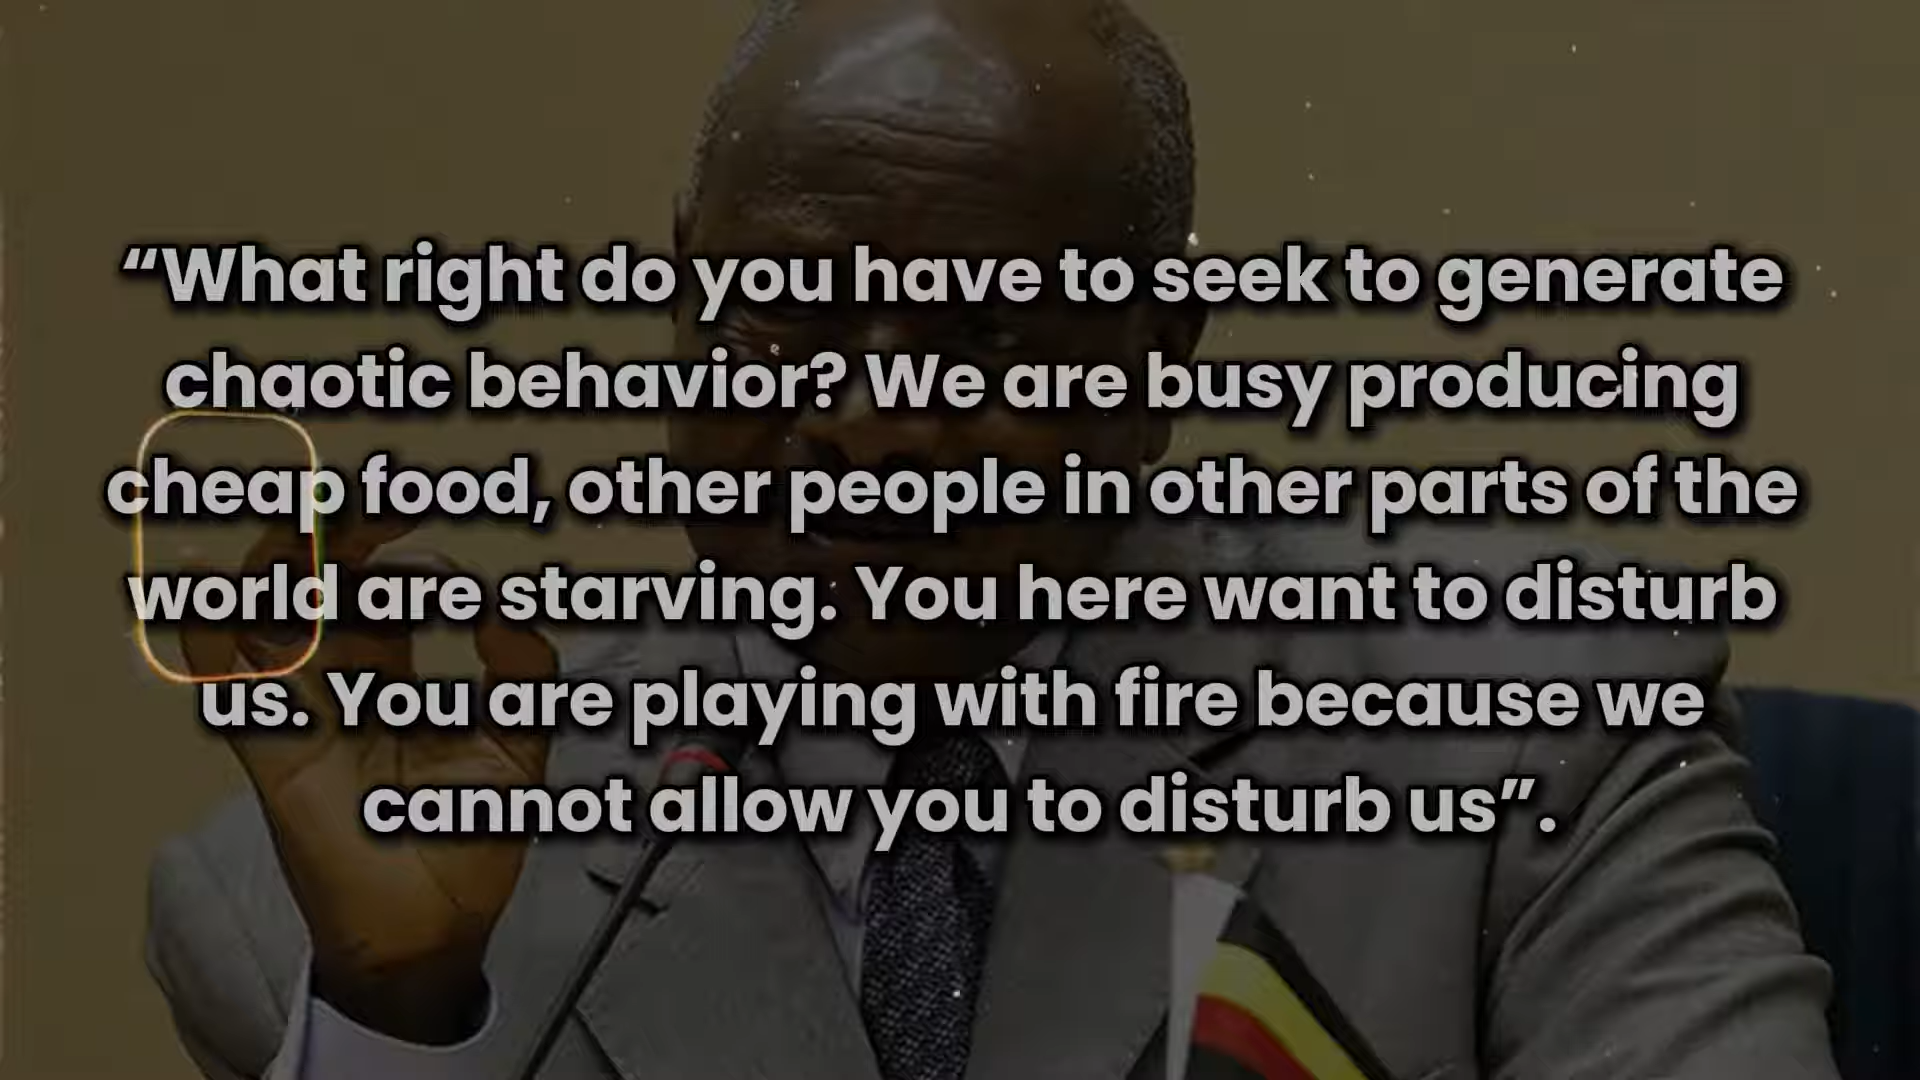 “What right do you have to seek to generate
chaotic behavior? We are busy producing
cheap food, other people in other parts of the
world are starving. You here want to disturb
us. You are playing with fire because we
cannot allow you to disturb us”.